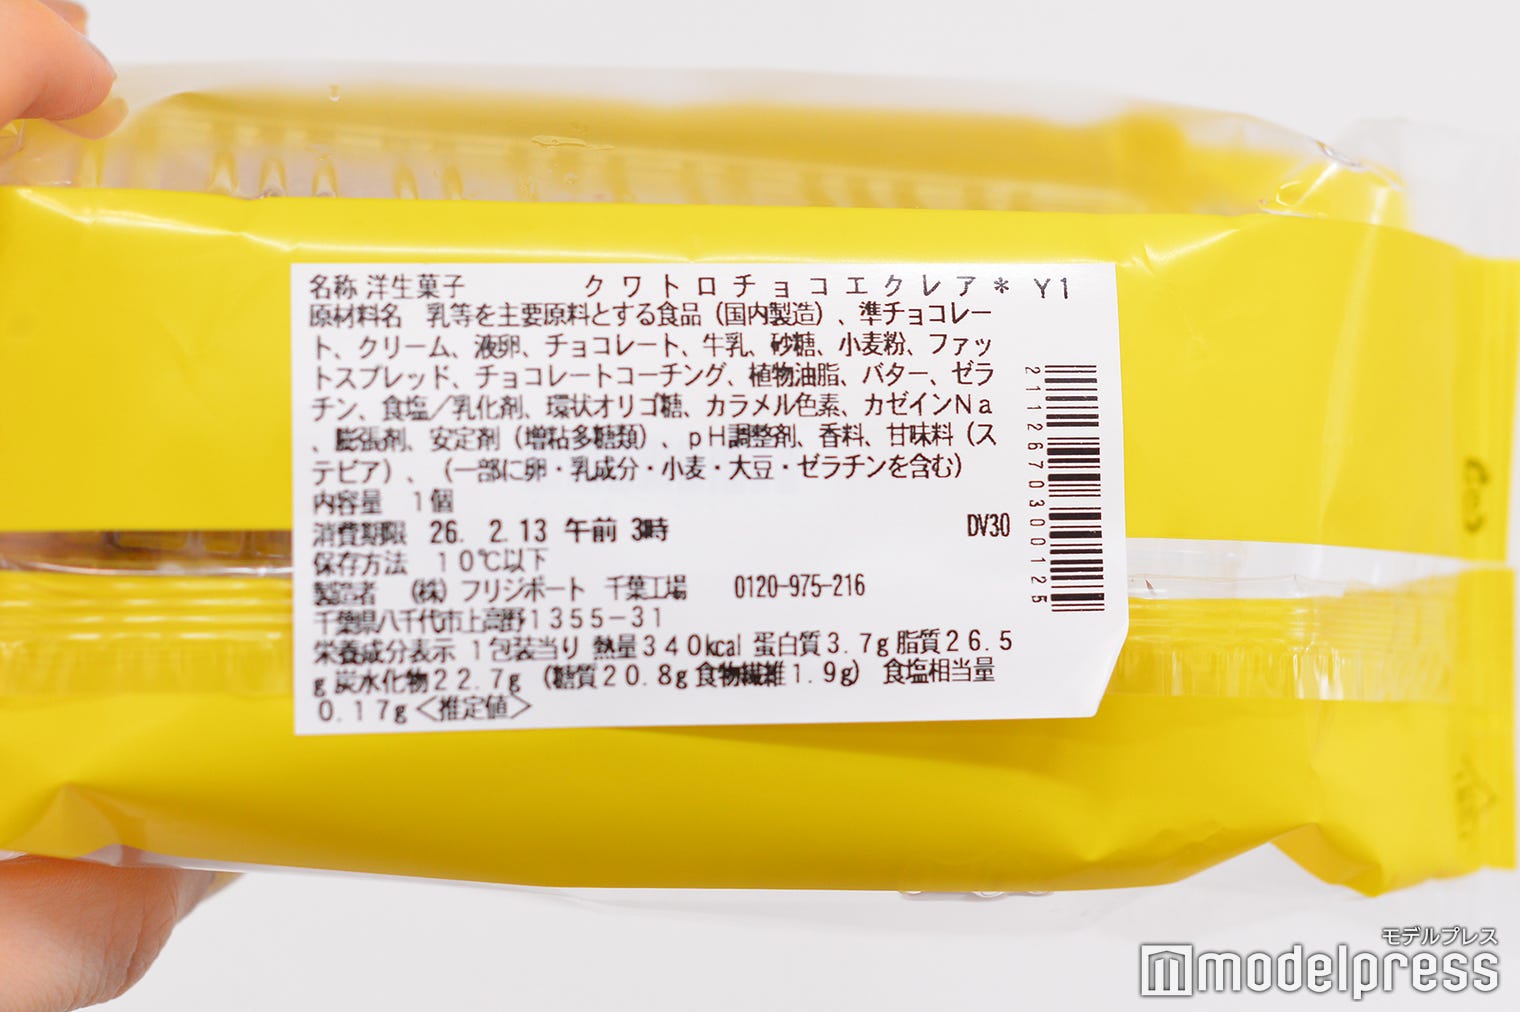 名称 洋生菓子 クワトロチョコエクレア* Y1
原材料名 乳等を主要原料とする食品（国内製造）、準チョコレー
ト、クリーム、液卵、チョコレート、牛乳、砂糖、小麦粉、ファッ
トスプレッド、チョコレートコーチング、植物油脂、バター、ゼラ
チン、食塩／乳化剤、環状オリゴ糖、カラメル色素、カゼインNa
、膨張剤、安定剤（増粘多糖類）、pH調整剤、香料、甘味料（ス
テビア）、（一部に卵・乳成分・小麦・大豆・ゼラチンを含む）
内容量 1個
消費期限 26. 2.13 午前 3時 DV30
保存方法 10℃以下
製造者 （株）フリジポート 千葉工場 0120-975-216
千葉県八千代市上高野1355-31
栄養成分表示 1包装当り 熱量340kcal 蛋白質3.7g 脂質26.5
g 炭水化物22.7g （糖質20.8g 食物繊維1.9g） 食塩相当量
0.17g＜推定値＞
2112670300125
モデルプレス
modelpress